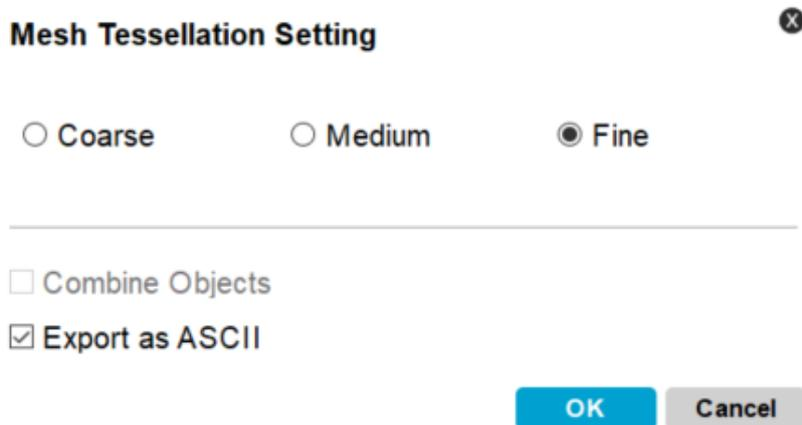 Mesh Tessellation Setting
Coarse Medium Fine
Combine Objects
Export as ASCII
OK Cancel